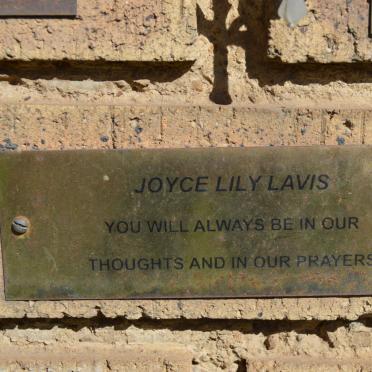 JOYCE LILY LAVIS
YOU WILL ALWAYS BE IN OUR
THOUGHTS AND IN OUR PRAYERS